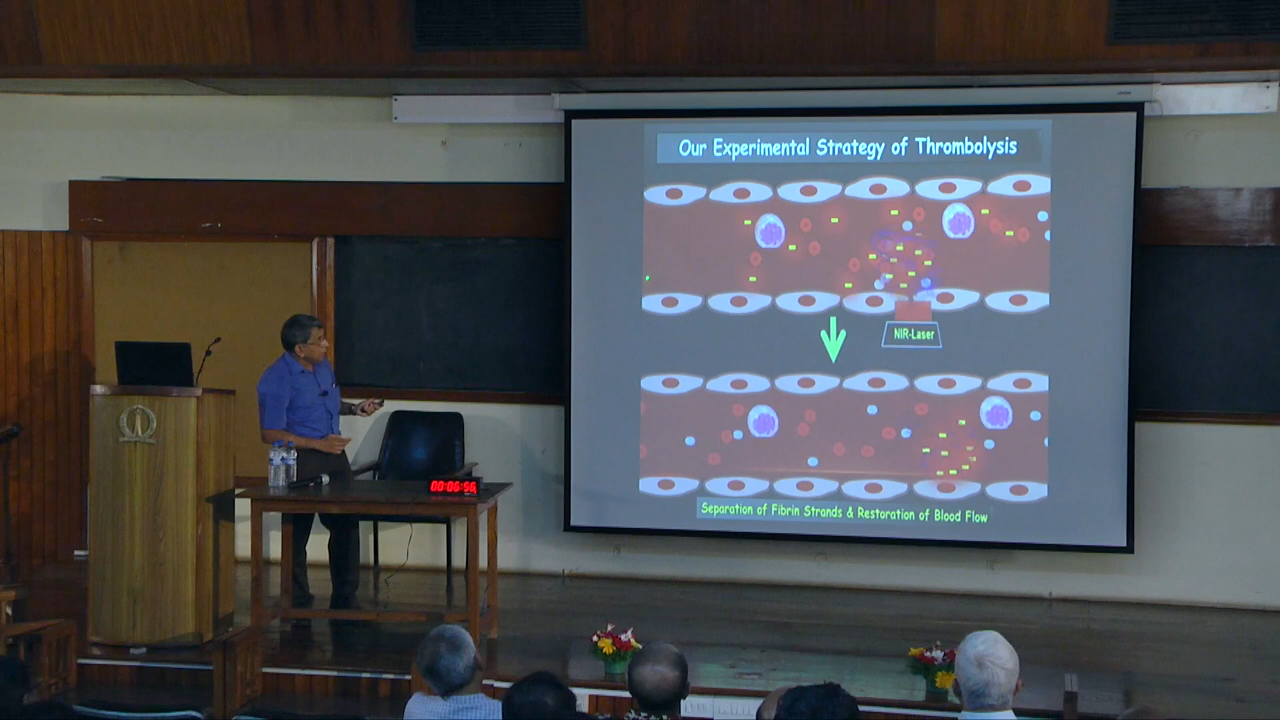 Our Experimental Strategy of Thrombolysis
NIR-Laser
Separation of Fibrin Strands & Restoration of Blood Flow
00:06:56